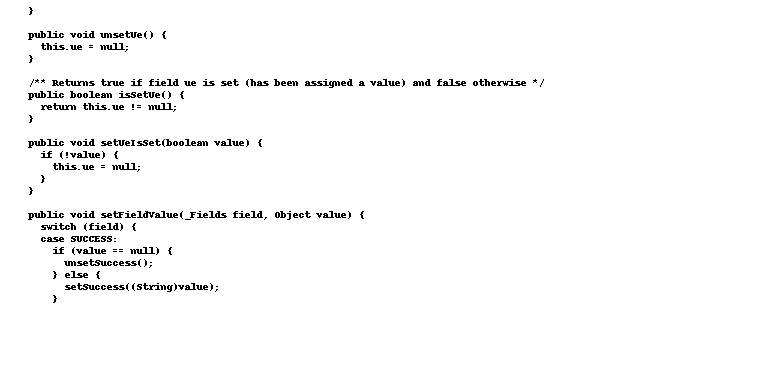 }

public void unsetUe() {
  this.ue = null;
}

/** Returns true if field ue is set (has been assigned a value) and false otherwise */
public boolean isSetUe() {
  return this.ue != null;
}

public void setUeIsSet(boolean value) {
  if (!value) {
    this.ue = null;
  }
}

public void setFieldValue(_Fields field, Object value) {
  switch (field) {
  case SUCCESS:
    if (value == null) {
      unsetSuccess();
    } else {
      setSuccess((String)value);
    }